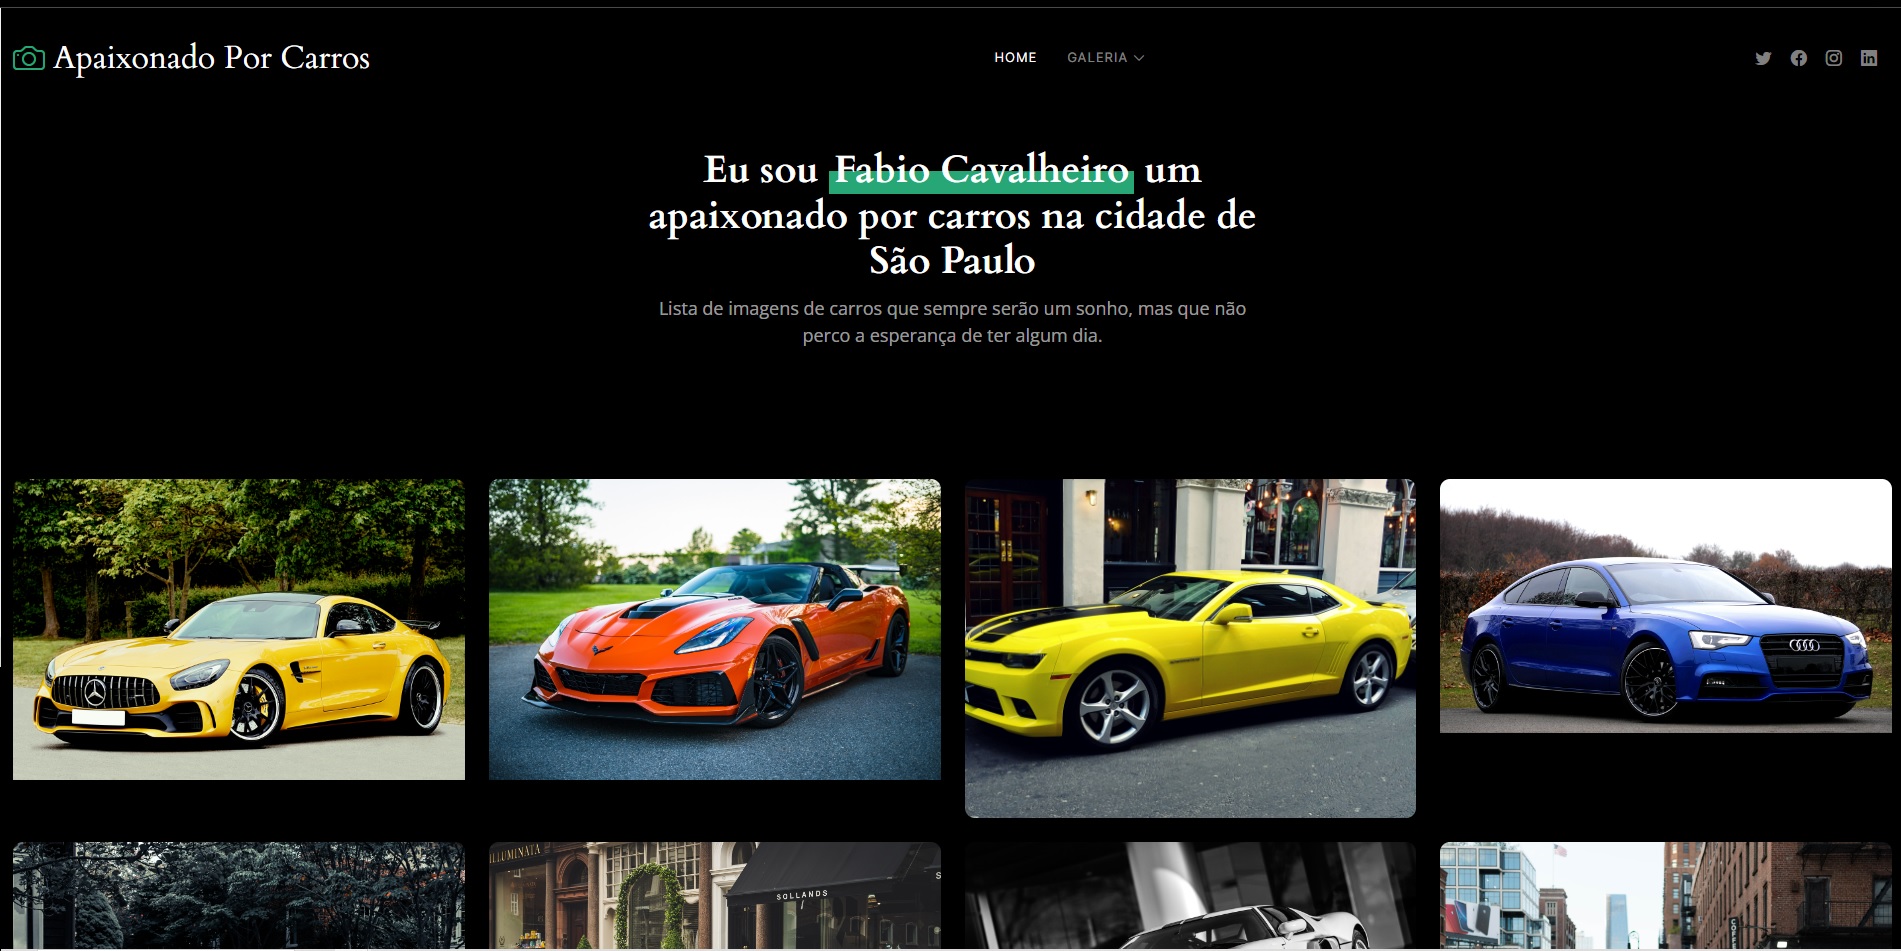 Apaixonado Por Carros
HOME
GALERIA
Eu sou Fabio Cavalheiro um
apaixonado por carros na cidade de
São Paulo
Lista de imagens de carros que sempre serão um sonho, mas que não
perco a esperança de ter algum dia.
ILLUMINATA
SOLLANDS
S